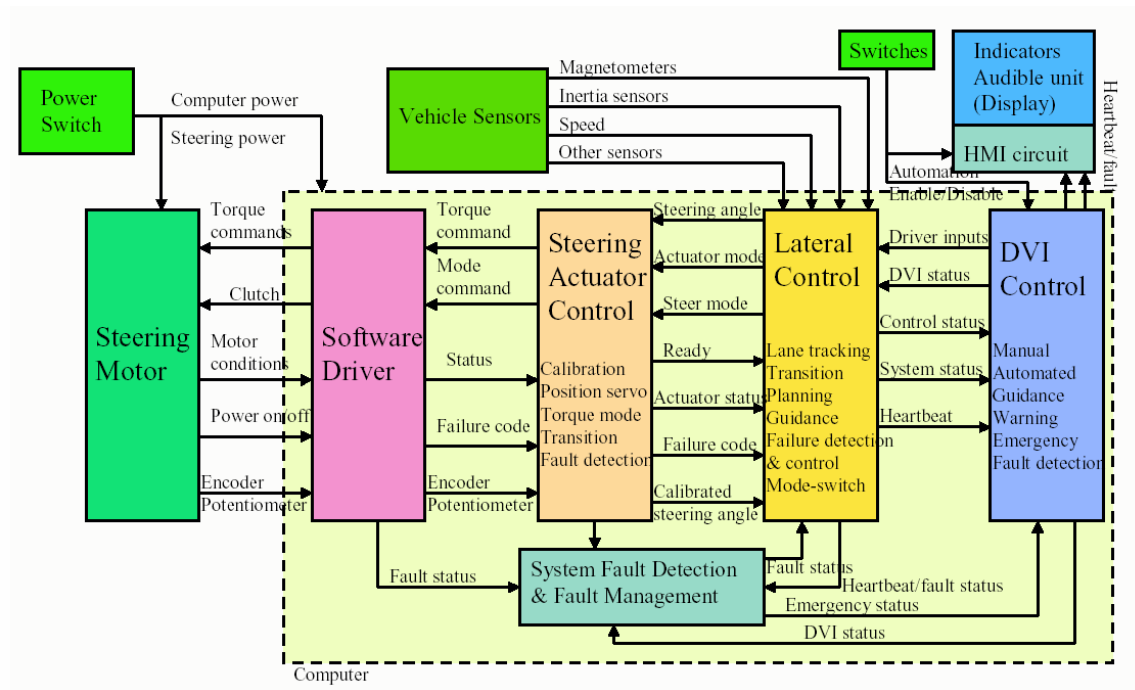 Power
Switch
Computer power
Steering power
Vehicle Sensors
Magnetometers
Inertia sensors
Speed
Other sensors
Switches
Indicators
Audible unit
(Display)
HMI circuit
Heartbeat/fault
Automation
Enable/Disable
Steering
Motor
Torque
commands
Clutch
Motor
conditions
Power on/off
Encoder
Potentiometer
Software
Driver
Torque
command
Mode
command
Status
Failure code
Encoder
Potentiometer
Steering
Actuator
Control
Calibration
Position servo
Torque mode
Transition
Fault detection
Steering angle
Actuator mode
Steer mode
Ready
Actuator status
Failure code
Calibrated
steering angle
Lateral
Control
Lane tracking
Transition
Planning
Guidance
Failure detection
& control
Mode-switch
Driver inputs
DVI status
Control status
System status
Heartbeat
DVI
Control
Manual
Automated
Guidance
Warning
Emergency
Fault detection
Fault status
System Fault Detection
& Fault Management
Fault status
Heartbeat/fault status
Emergency status
DVI status
Computer